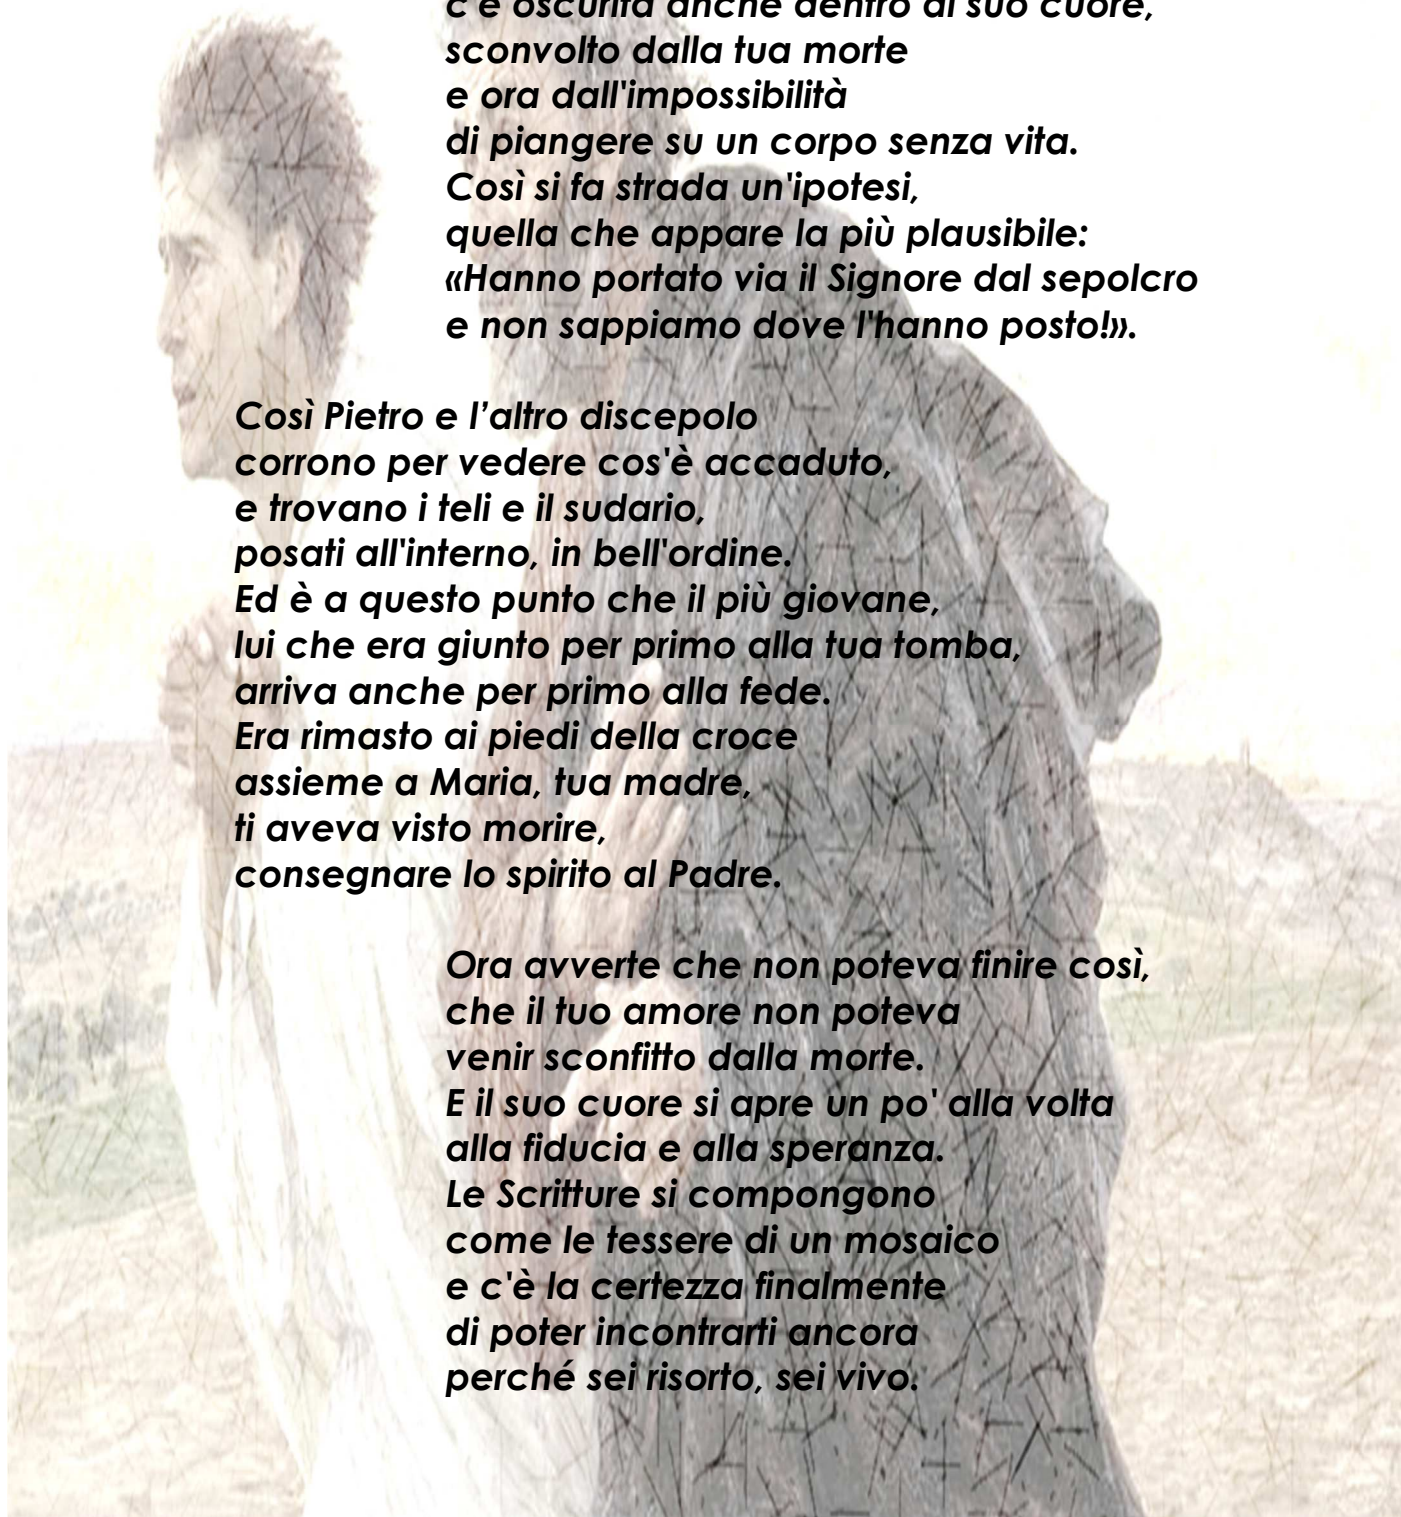 c'è oscurità anche dentro al suo cuore,
sconvolto dalla tua morte
e ora dall'impossibilità
di piangere su un corpo senza vita.
Così si fa strada un'ipotesi,
quella che appare la più plausibile:
«Hanno portato via il Signore dal sepolcro
e non sappiamo dove l'hanno posto!».
Così Pietro e l’altro discepolo
corrono per vedere cos'è accaduto,
e trovano i teli e il sudario,
posati all'interno, in bell'ordine.
Ed è a questo punto che il più giovane,
lui che era giunto per primo alla tua tomba,
arriva anche per primo alla fede.
Era rimasto ai piedi della croce
assieme a Maria, tua madre,
ti aveva visto morire,
consegnare lo spirito al Padre.
Ora avverte che non poteva finire così,
che il tuo amore non poteva
venir sconfitto dalla morte.
E il suo cuore si apre un po' alla volta
alla fiducia e alla speranza.
Le Scritture si compongono
come le tessere di un mosaico
e c'è la certezza finalmente
di poter incontrarti ancora
perché sei risorto, sei vivo.